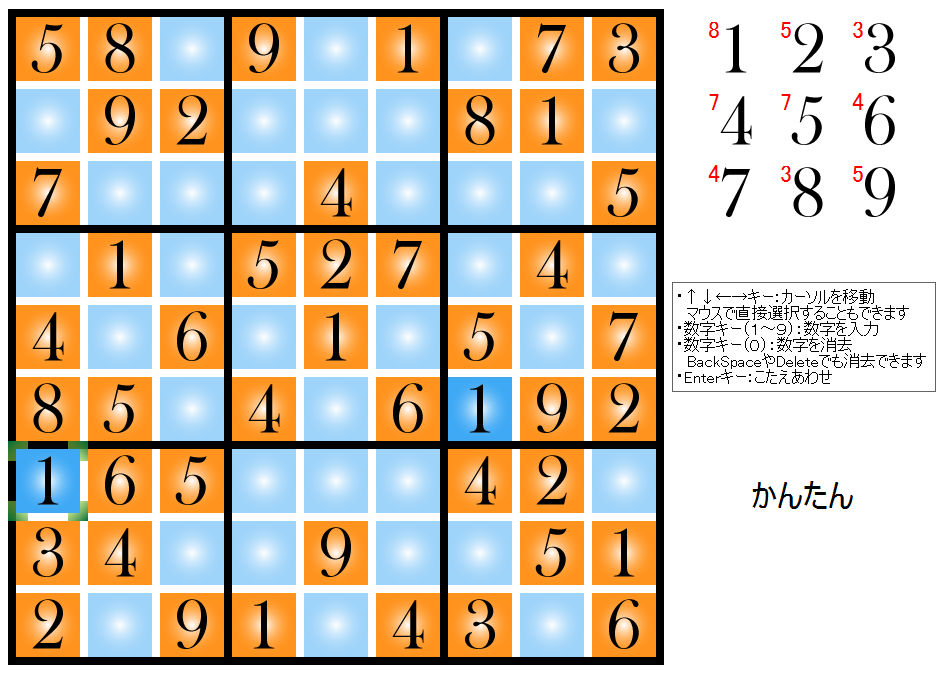 5 8 9 1 7 3
9 2 8 1
7 4 5
1 5 2 7 4
4 6 1 5 7
8 5 4 6 1 9 2
1 6 5 4 2
3 4 9 5 1
2 9 1 4 3 6
8 1 5 2 3 3
7 4 7 5 4 6
4 7 3 8 5 9
・↑↓←→キー：カーソルを移動
マウスで直接選択することもできます
・数字キー(1～9)：数字を入力
・数字キー(0)：数字を消去
BackSpaceやDeleteでも消去できます
・Enterキー：こたえあわせ
かんたん